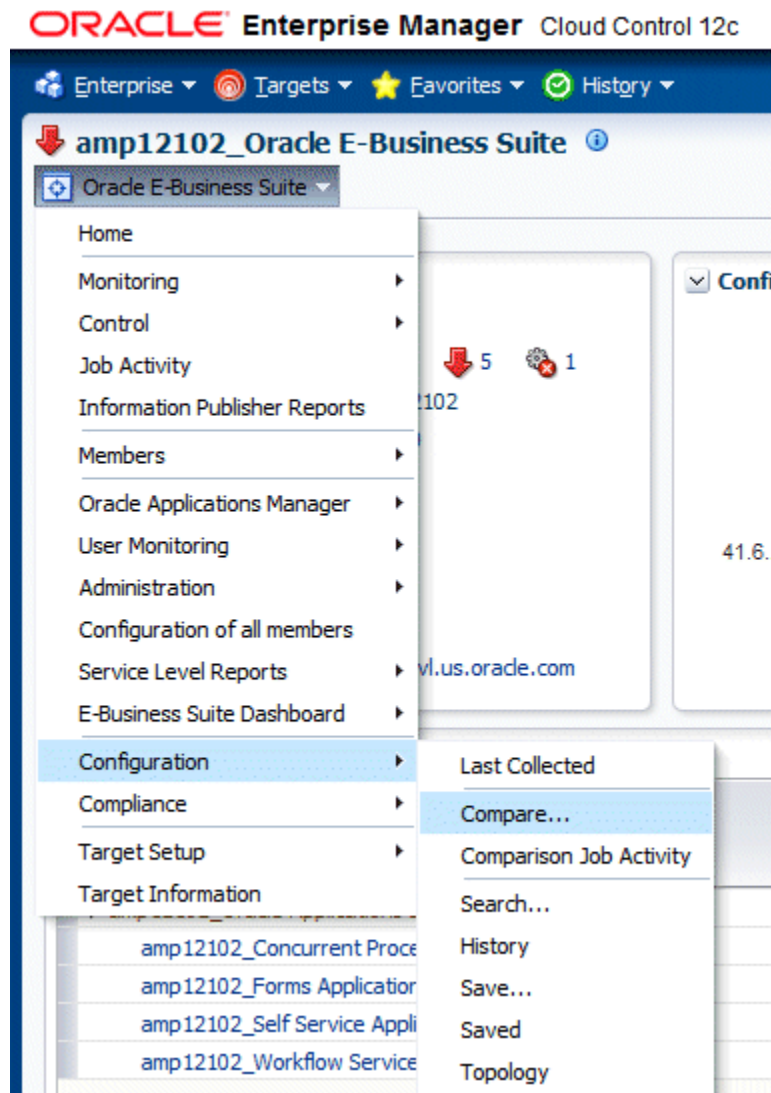 ORACLE Enterprise Manager Cloud Control 12c
Enterprise Targets Favorites History
amp12102_Oracle E-Business Suite
Oracle E-Business Suite
Home
Monitoring
Control
Job Activity
Information Publisher Reports
Members
Oracle Applications Manager
User Monitoring
Administration
Configuration of all members
Service Level Reports
E-Business Suite Dashboard
Configuration
Compliance
Target Setup
Target Information
5 1
2102
vl.us.oracle.com
Confi
41.6.
Last Collected
Compare...
Comparison Job Activity
Search...
History
Save...
Saved
Topology
amp12102_Concurrent Proce
amp12102_Forms Application
amp12102_Self Service Appli
amp12102_Workflow Service